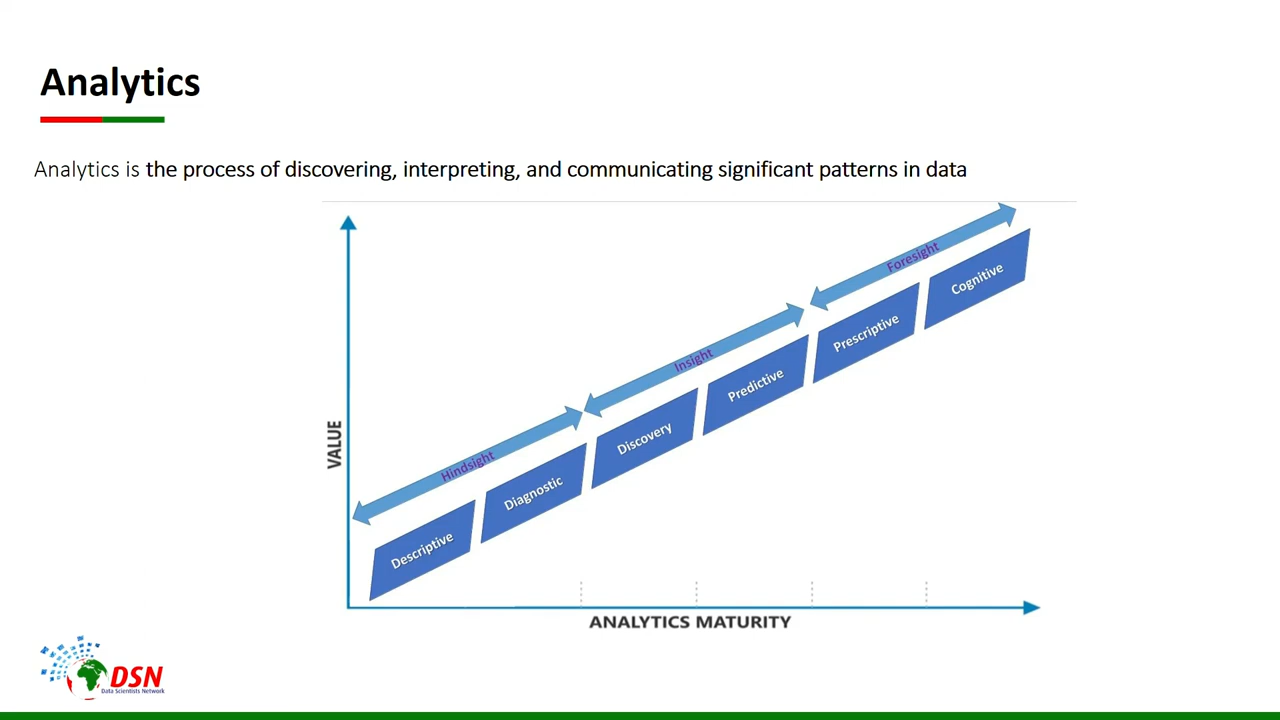 Analytics
Analytics is the process of discovering, interpreting, and communicating significant patterns in data
Foresight
Cognitive
Prescriptive
Insight
Predictive
Discovery
Hindsight
Diagnostic
Descriptive
VALUE
ANALYTICS MATURITY
DSN
Data Scientists Network